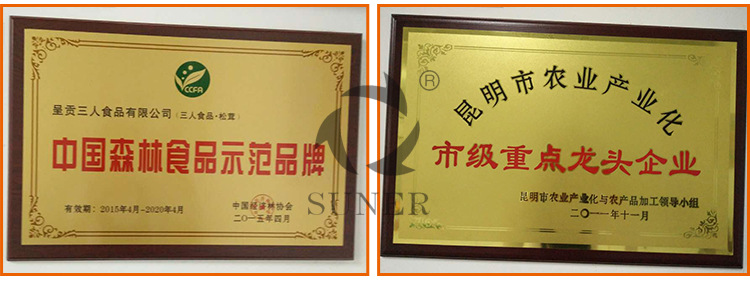 CCFA
呈贡三人食品有限公司(三人食品·松茸)
中国森林食品示范品牌
有效期：2015年4月-2020年4月
中国经济林协会
二〇一五年四月
昆明市农业产业化
市级重点龙头企业
昆明市农业产业化与农产品加工领导小组
二〇一一年十一月
®
SUNER